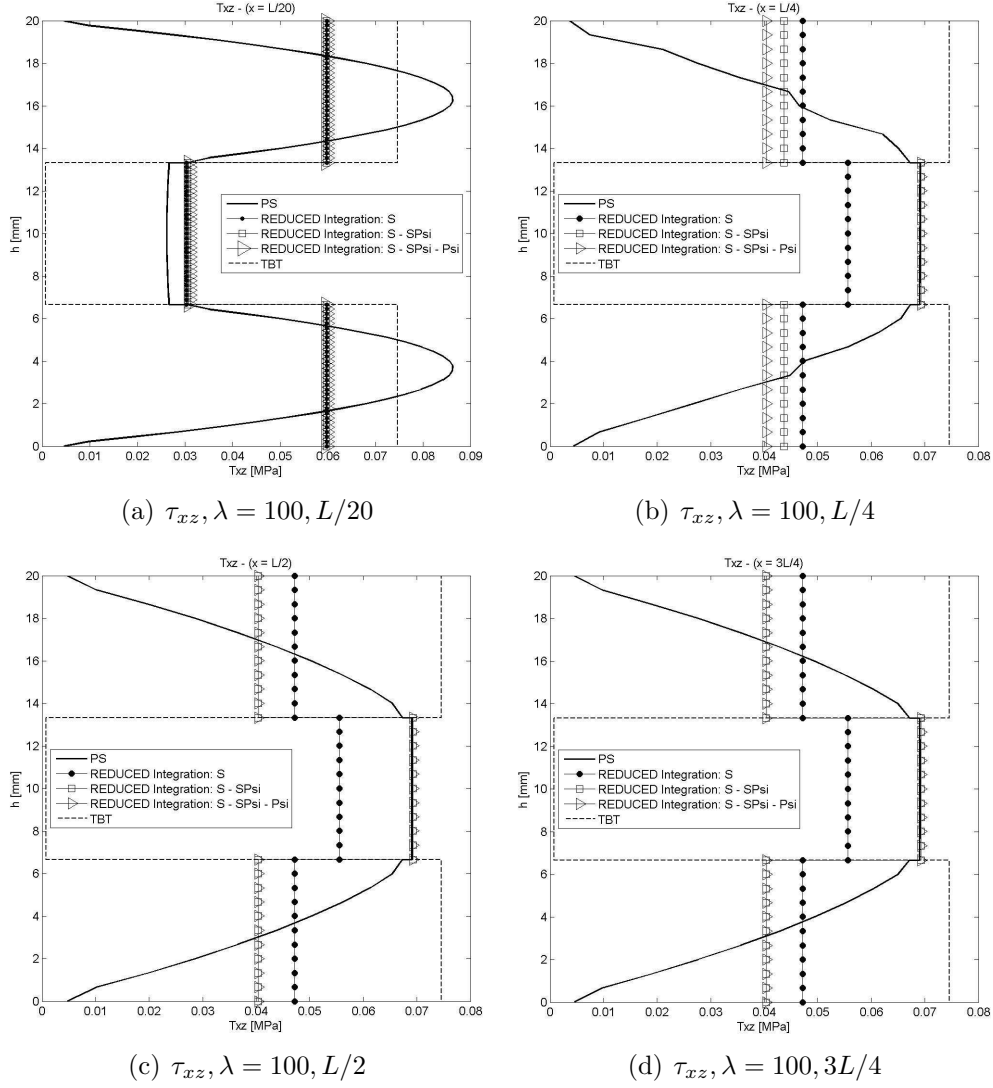 Txz - (x = L/20)
20
18
16
14
12
10
8
6
4
2
0
h [mm]
PS
REDUCED Integration: S
REDUCED Integration: S - SPsi
REDUCED Integration: S - SPsi - Psi
TBT
0 0.01 0.02 0.03 0.04 0.05 0.06 0.07 0.08 0.09
Txz [MPa]
(a) τxz, λ = 100, L/20
Txz - (x = L/4)
20
18
16
14
12
10
8
6
4
2
0
h [mm]
PS
REDUCED Integration: S
REDUCED Integration: S - SPsi
REDUCED Integration: S - SPsi - Psi
TBT
0 0.01 0.02 0.03 0.04 0.05 0.06 0.07 0.08
Txz [MPa]
(b) τxz, λ = 100, L/4
Txz - (x = L/2)
20
18
16
14
12
10
8
6
4
2
0
h [mm]
PS
REDUCED Integration: S
REDUCED Integration: S - SPsi
REDUCED Integration: S - SPsi - Psi
TBT
0 0.01 0.02 0.03 0.04 0.05 0.06 0.07 0.08
Txz [MPa]
(c) τxz, λ = 100, L/2
Txz - (x = 3L/4)
20
18
16
14
12
10
8
6
4
2
0
h [mm]
PS
REDUCED Integration: S
REDUCED Integration: S - SPsi
REDUCED Integration: S - SPsi - Psi
TBT
0 0.01 0.02 0.03 0.04 0.05 0.06 0.07 0.08
Txz [MPa]
(d) τxz, λ = 100, 3L/4